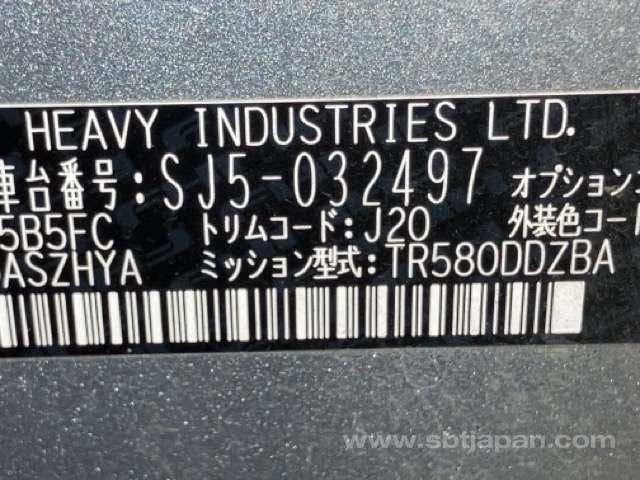 HEAVY INDUSTRIES LTD.
車台番号:SJ5-032497 オプション
5B5FC トリムコード:J20 外装色コー
ASZHYA ミッション型式:TR580DDZBA
www.sbtjapan.com